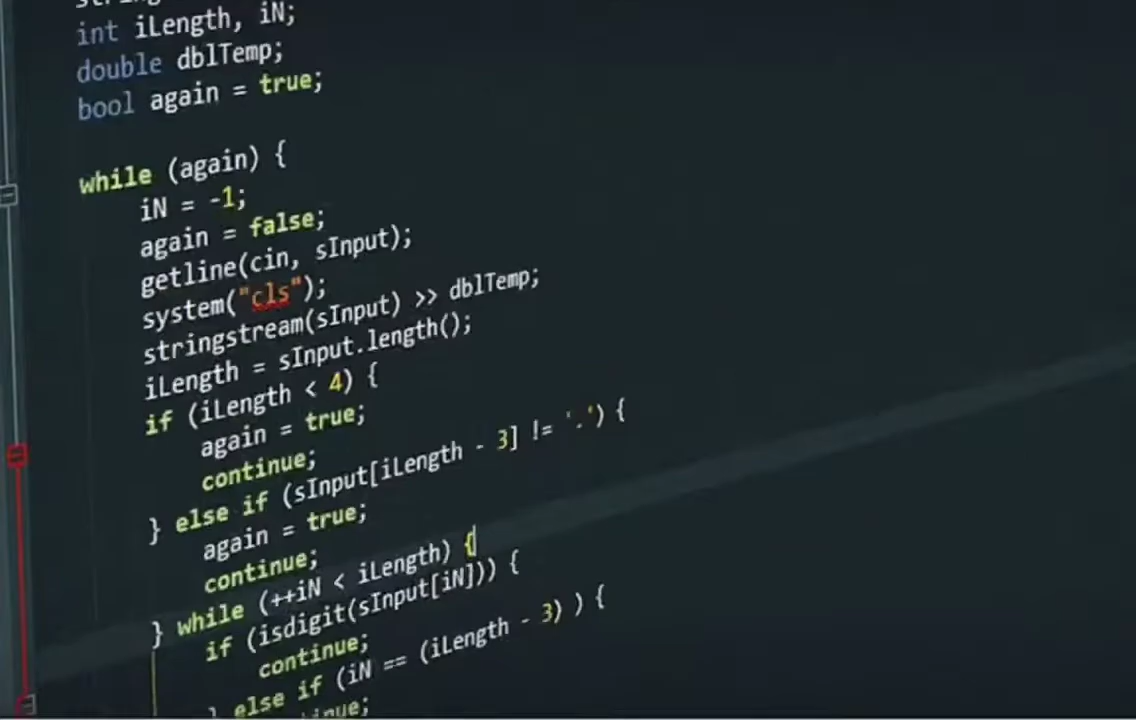 int iLength, iN;
double dblTemp;
bool again = true;
while (again) {
iN = -1;
again = false;
getline(cin, sInput);
system("cls");
stringstream(sInput) >> dblTemp;
iLength = sInput.length();
if (iLength < 4) {
again = true;
continue;
} else if (sInput[iLength - 3] != '.') {
again = true;
continue;
} while (++iN < iLength) {
if (isdigit(sInput[iN])) {
continue;
} else if (iN == (iLength - 3) ) {